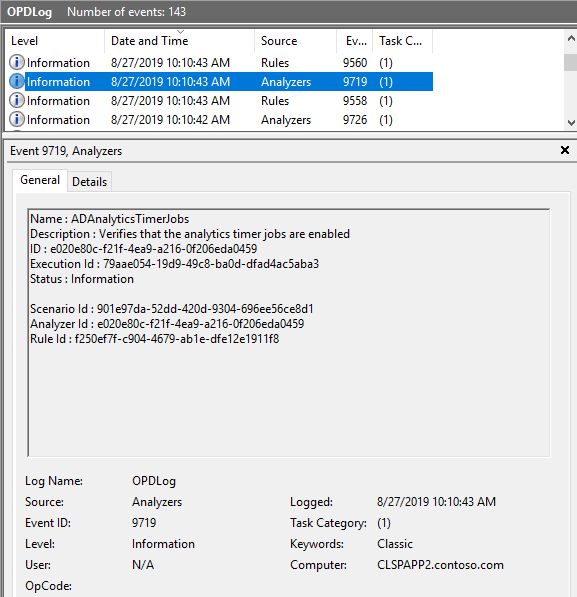 OPDLog Number of events: 143
Level Date and Time Source Ev... Task C...
Information 8/27/2019 10:10:43 AM Rules 9560 (1)
Information 8/27/2019 10:10:43 AM Analyzers 9719 (1)
Information 8/27/2019 10:10:43 AM Rules 9558 (1)
Information 8/27/2019 10:10:42 AM Analyzers 9726 (1)
Event 9719, Analyzers
General Details
Name : ADAnalyticsTimerJobs
Description : Verifies that the analytics timer jobs are enabled
ID : e020e80c-f21f-4ea9-a216-0f206eda0459
Execution Id : 79aae054-19d9-49c8-ba0d-dfad4ac5aba3
Status : Information
Scenario Id : 901e97da-52dd-420d-9304-696ee56ce8d1
Analyzer Id : e020e80c-f21f-4ea9-a216-0f206eda0459
Rule Id : f250ef7f-c904-4679-ab1e-dfe12e1911f8
Log Name: OPDLog
Source: Analyzers Logged: 8/27/2019 10:10:43 AM
Event ID: 9719 Task Category: (1)
Level: Information Keywords: Classic
User: N/A Computer: CLSPAPP2.contoso.com
OpCode: